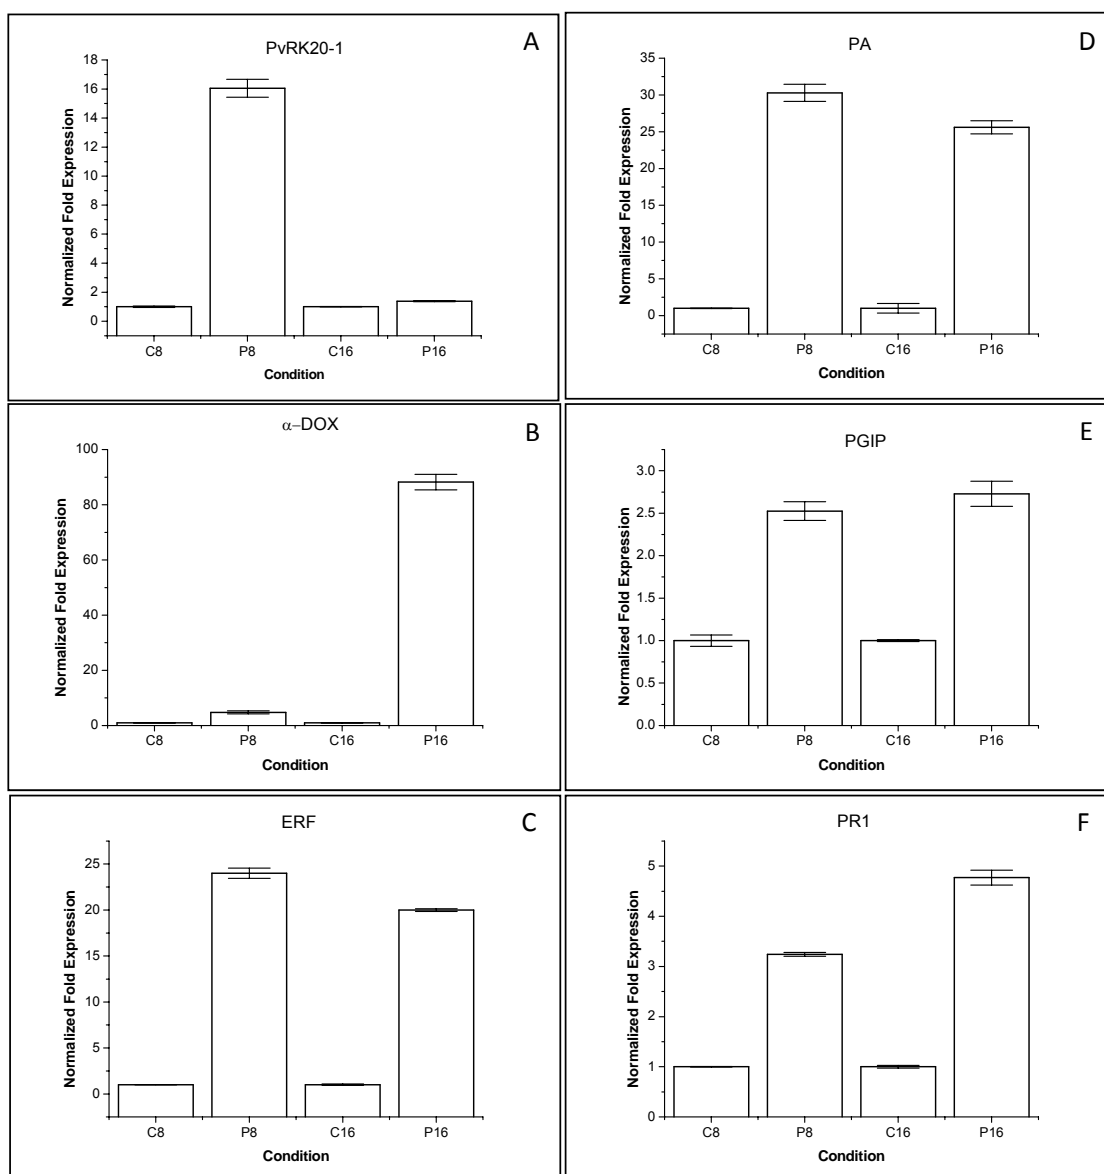 A
PvRK20-1
Normalized Fold Expression
18
16
14
12
10
8
6
4
2
0
C8 P8 C16 P16
Condition
B
α–DOX
Normalized Fold Expression
100
80
60
40
20
0
C8 P8 C16 P16
Condition
C
ERF
Normalized Fold Expression
25
20
15
10
5
0
C8 P8 C16 P16
Condition
D
PA
Normalized Fold Expression
35
30
25
20
15
10
5
0
C8 P8 C16 P16
Condition
E
PGIP
Normalized Fold Expression
3.0
2.5
2.0
1.5
1.0
0.5
0.0
C8 P8 C16 P16
Condition
F
PR1
Normalized Fold Expression
5
4
3
2
1
0
C8 P8 C16 P16
Condition